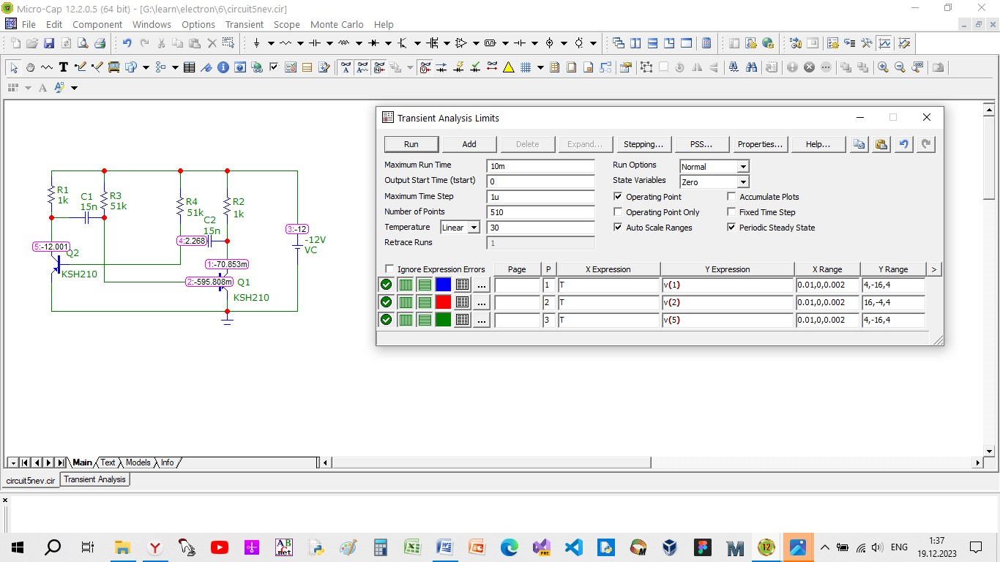 Micro-Cap 12.2.0.5 (64 bit) - [G:\learn\electron\6\circuit5nev.cir]
File Edit Component Windows Options Transient Scope Monte Carlo Help
Transient Analysis Limits
Run Add Delete Expand... Stepping... PSS... Properties... Help...
Maximum Run Time 10m Run Options Normal
Output Start Time (tstart) 0 State Variables Zero
Maximum Time Step 1u Operating Point Accumulate Plots
Number of Points 510 Operating Point Only Fixed Time Step
Temperature Linear 30 Auto Scale Ranges Periodic Steady State
Retrace Runs 1
Ignore Expression Errors Page P X Expression Y Expression X Range Y Range >
... 1 T v(1) 0.01,0,0.002 4,-16,4
... 2 T v(2) 0.01,0,0.002 16,-4,4
... 3 T v(5) 0.01,0,0.002 4,-16,4
R1
1k
C1
15n
R3
51k
R4
51k
R2
1k
C2
15n
3:-12
-12V
VC
4:2.268
5:-12.001
Q2
KSH210
1:-70.853m
2:-595.808m
Q1
KSH210
Main Text Models Info
circuit5nev.cir Transient Analysis
ENG
1:37
19.12.2023